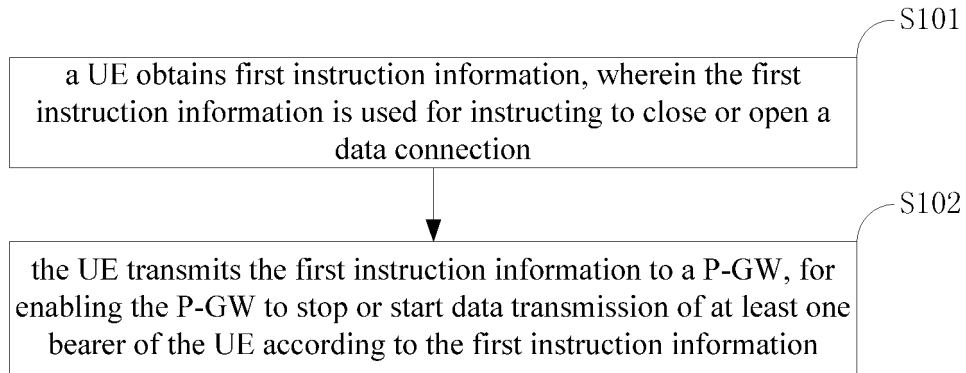 S101
a UE obtains first instruction information, wherein the first
instruction information is used for instructing to close or open a
data connection
S102
the UE transmits the first instruction information to a P-GW, for
enabling the P-GW to stop or start data transmission of at least one
bearer of the UE according to the first instruction information